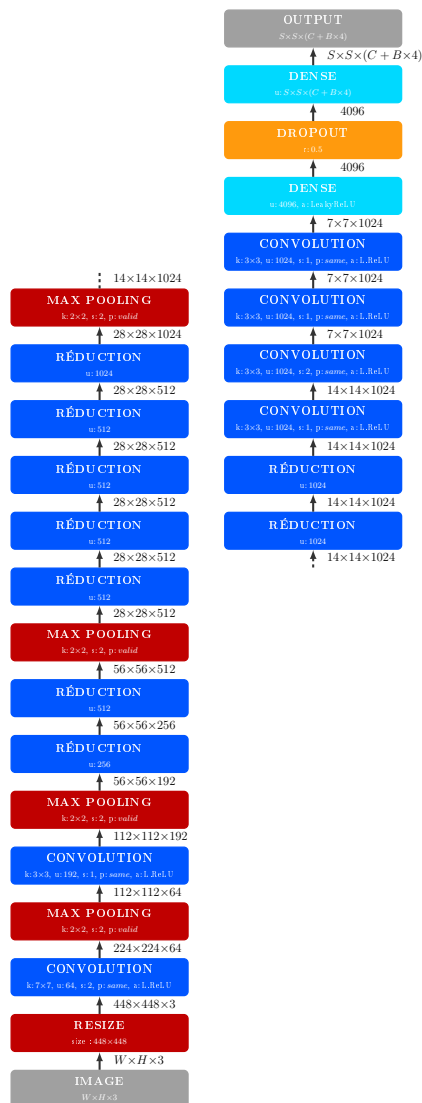 OUTPUT
S×S×(C + B×4)
S×S×(C + B×4)
DENSE
u: S×S×(C + B×4)
4096
DROPOUT
r: 0.5
4096
DENSE
u: 4096, a: LeakyReLU
7×7×1024
CONVOLUTION
k: 3×3, u: 1024, s: 1, p: same, a: L.ReLU
7×7×1024
CONVOLUTION
k: 3×3, u: 1024, s: 1, p: same, a: L.ReLU
7×7×1024
CONVOLUTION
k: 3×3, u: 1024, s: 2, p: same, a: L.ReLU
14×14×1024
CONVOLUTION
k: 3×3, u: 1024, s: 1, p: same, a: L.ReLU
14×14×1024
RÉDUCTION
u: 1024
14×14×1024
RÉDUCTION
u: 1024
14×14×1024
14×14×1024
MAX POOLING
k: 2×2, s: 2, p: valid
28×28×1024
RÉDUCTION
u: 1024
28×28×512
RÉDUCTION
u: 512
28×28×512
RÉDUCTION
u: 512
28×28×512
RÉDUCTION
u: 512
28×28×512
RÉDUCTION
u: 512
28×28×512
MAX POOLING
k: 2×2, s: 2, p: valid
56×56×512
RÉDUCTION
u: 512
56×56×256
RÉDUCTION
u: 256
56×56×192
MAX POOLING
k: 2×2, s: 2, p: valid
112×112×192
CONVOLUTION
k: 3×3, u: 192, s: 1, p: same, a: L.ReLU
112×112×64
MAX POOLING
k: 2×2, s: 2, p: valid
224×224×64
CONVOLUTION
k: 7×7, u: 64, s: 2, p: same, a: L.ReLU
448×448×3
RESIZE
size : 448×448
W×H×3
IMAGE
W×H×3